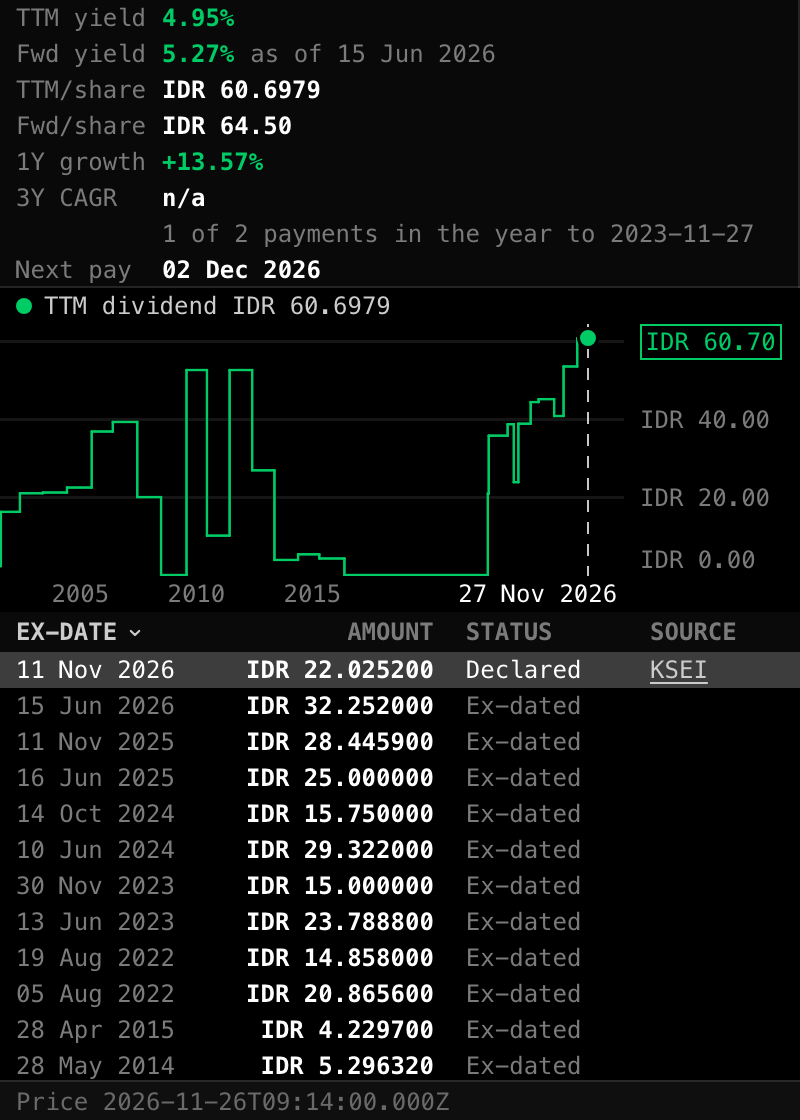 TTM yield 4.95%
Fwd yield 5.27% as of 15 Jun 2026
TTM/share IDR 60.6979
Fwd/share IDR 64.50
1Y growth +13.57%
3Y CAGR n/a
1 of 2 payments in the year to 2023-11-27
Next pay 02 Dec 2026
TTM dividend IDR 60.6979
IDR 60.70
IDR 40.00
IDR 20.00
IDR 0.00
2005 2010 2015 27 Nov 2026
EX-DATE AMOUNT STATUS SOURCE
11 Nov 2026 IDR 22.025200 Declared KSEI
15 Jun 2026 IDR 32.252000 Ex-dated
11 Nov 2025 IDR 28.445900 Ex-dated
16 Jun 2025 IDR 25.000000 Ex-dated
14 Oct 2024 IDR 15.750000 Ex-dated
10 Jun 2024 IDR 29.322000 Ex-dated
30 Nov 2023 IDR 15.000000 Ex-dated
13 Jun 2023 IDR 23.788800 Ex-dated
19 Aug 2022 IDR 14.858000 Ex-dated
05 Aug 2022 IDR 20.865600 Ex-dated
28 Apr 2015 IDR 4.229700 Ex-dated
28 May 2014 IDR 5.296320 Ex-dated
Price 2026-11-26T09:14:00.000Z